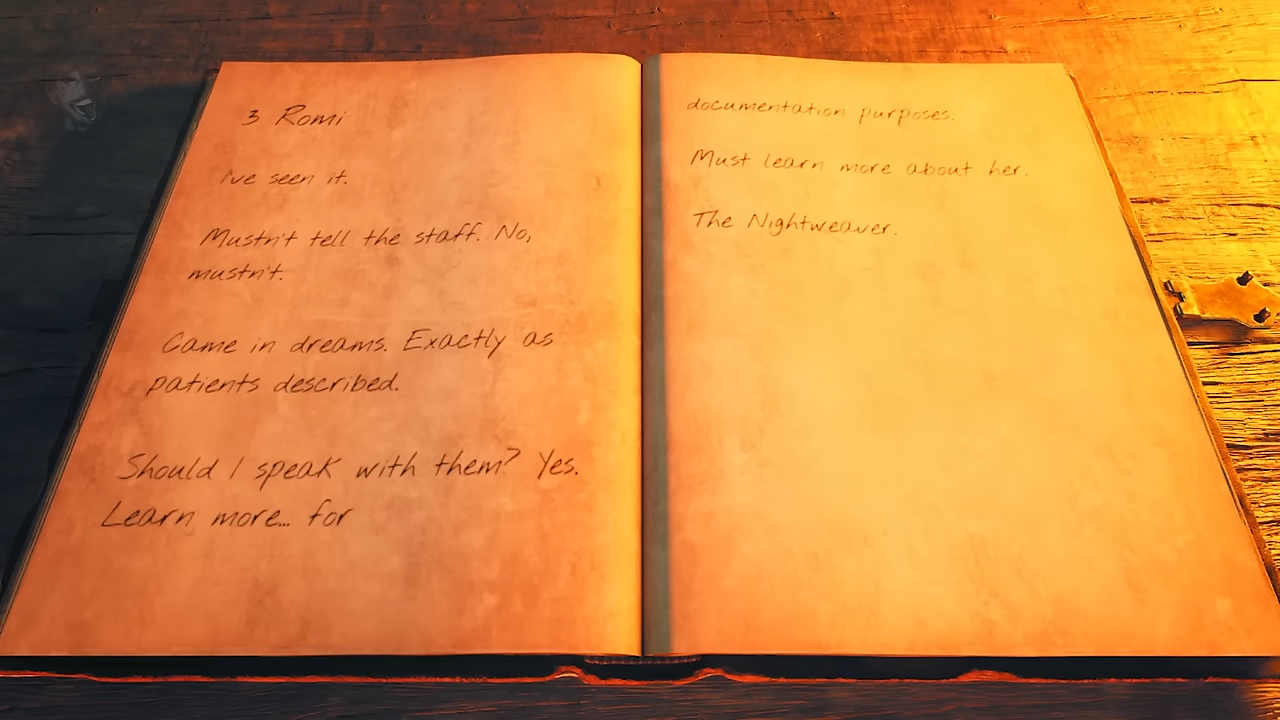 3 Romi
I've seen it.
Mustn't tell the staff. No,
mustn't.
Came in dreams. Exactly as
patients described.
Should I speak with them? Yes.
Learn more... for
documentation purposes.
Must learn more about her.
The Nightweaver.